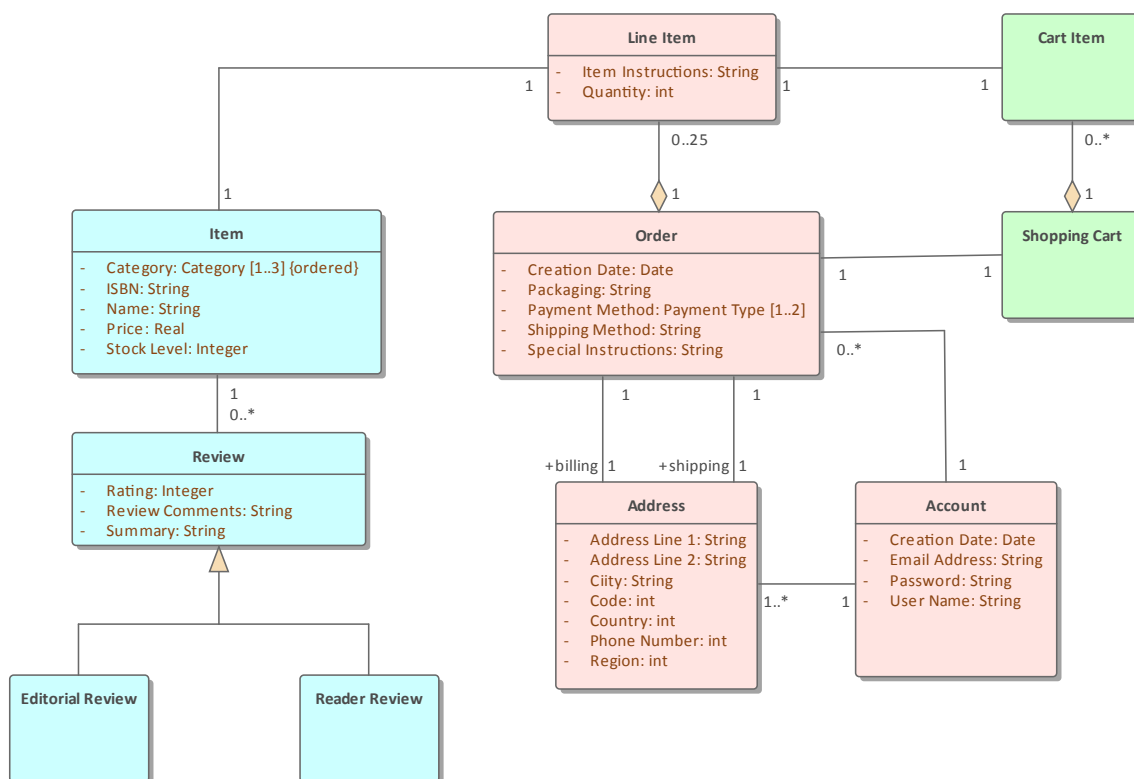 Line Item
- Item Instructions: String
- Quantity: int
Cart Item
1
1
1
1
0..25
0..*
1
1
1
Item
- Category: Category [1..3] {ordered}
- ISBN: String
- Name: String
- Price: Real
- Stock Level: Integer
Order
- Creation Date: Date
- Packaging: String
- Payment Method: Payment Type [1..2]
- Shipping Method: String
- Special Instructions: String
Shopping Cart
1
1
0..*
1
0..*
1
1
Review
- Rating: Integer
- Review Comments: String
- Summary: String
+billing 1
+shipping 1
1
Address
- Address Line 1: String
- Address Line 2: String
- Ciity: String
- Code: int
- Country: int
- Phone Number: int
- Region: int
Account
- Creation Date: Date
- Email Address: String
- Password: String
- User Name: String
1..*
1
Editorial Review
Reader Review